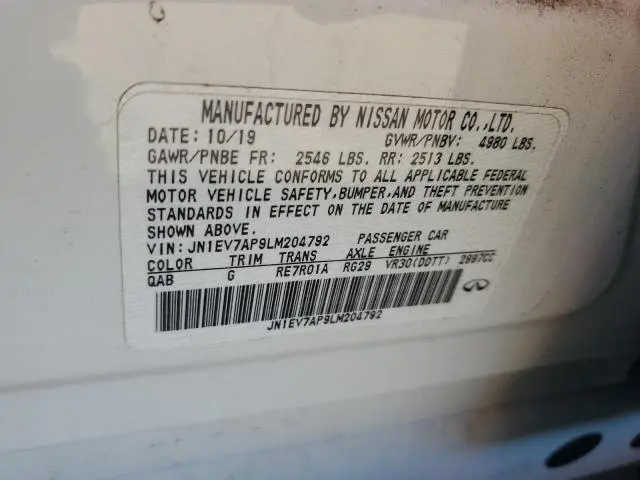 MANUFACTURED BY NISSAN MOTOR CO.,LTD.
DATE: 10/19 GVWR/PNBV: 4980 LBS.
GAWR/PNBE FR: 2546 LBS. RR: 2513 LBS.
THIS VEHICLE CONFORMS TO ALL APPLICABLE FEDERAL
MOTOR VEHICLE SAFETY,BUMPER,AND THEFT PREVENTION
STANDARDS IN EFFECT ON THE DATE OF MANUFACTURE
SHOWN ABOVE.
VIN:JN1EV7AP9LM204792 PASSENGER CAR
COLOR TRIM TRANS AXLE ENGINE
QAB G RE7R01A RG29 VR30(DDTT) 2997CC
JN1EV7AP9LM204792